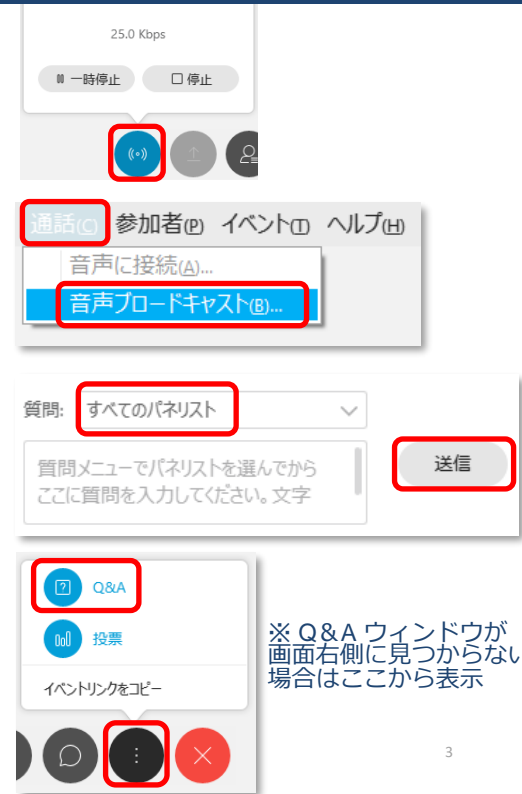 25.0 Kbps
一時停止 停止
通話(C) 参加者(P) イベント(T) ヘルプ(H)
音声に接続(A)...
音声ブロードキャスト(B)...
質問: すべてのパネリスト
質問メニューでパネリストを選んでから
ここに質問を入力してください。文字
送信
Q&A
投票
イベントリンクをコピー
※ Q&A ウィンドウが
画面右側に見つからない
場合はここから表示
3